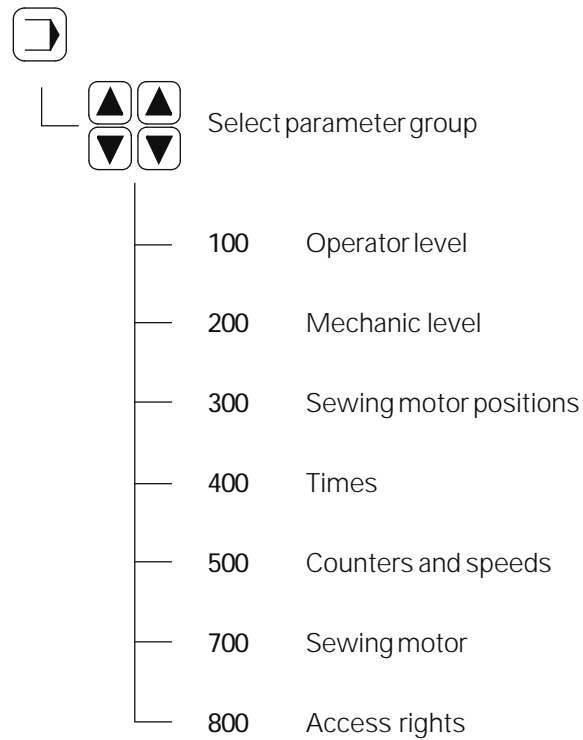 Select parameter group
100 Operator level
200 Mechanic level
300 Sewing motor positions
400 Times
500 Counters and speeds
700 Sewing motor
800 Access rights